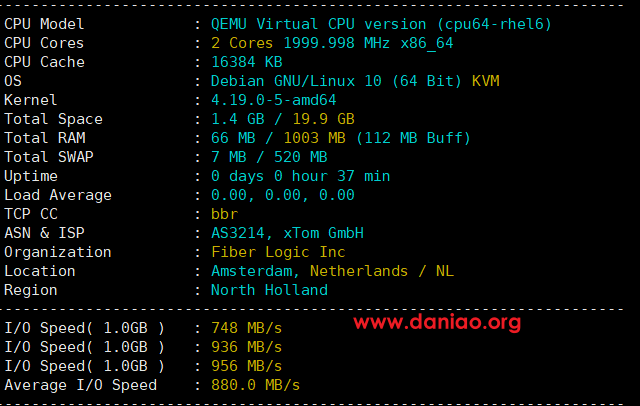 CPU Model : QEMU Virtual CPU version (cpu64-rhel6)
CPU Cores : 2 Cores 1999.998 MHz x86_64
CPU Cache : 16384 KB
OS : Debian GNU/Linux 10 (64 Bit) KVM
Kernel : 4.19.0-5-amd64
Total Space : 1.4 GB / 19.9 GB
Total RAM : 66 MB / 1003 MB (112 MB Buff)
Total SWAP : 7 MB / 520 MB
Uptime : 0 days 0 hour 37 min
Load Average : 0.00, 0.00, 0.00
TCP CC : bbr
ASN & ISP : AS3214, xTom GmbH
Organization : Fiber Logic Inc
Location : Amsterdam, Netherlands / NL
Region : North Holland
I/O Speed( 1.0GB ) : 748 MB/s
www.daniao.org
I/O Speed( 1.0GB ) : 936 MB/s
I/O Speed( 1.0GB ) : 956 MB/s
Average I/O Speed : 880.0 MB/s